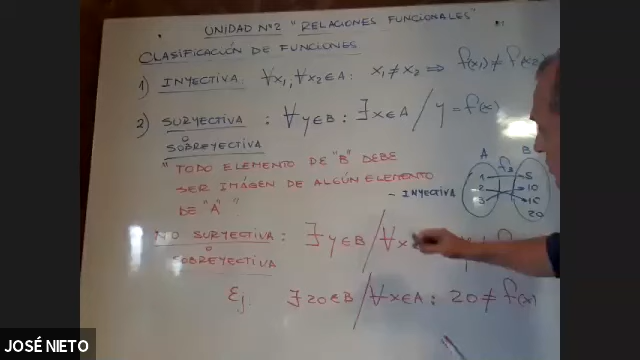 UNIDAD Nº2 "RELACIONES FUNCIONALES"
CLASIFICACIÓN DE FUNCIONES
1) INYECTIVA: ∀x₁, ∀x₂∈A: x₁≠x₂ ⟹ f(x₁)≠f(x₂)
2) SURYECTIVA : ∀y∈B : ∃x∈A / y=f(x)
o
SOBREYECTIVA
"TODO ELEMENTO DE "B" DEBE
SER IMÁGEN DE ALGÚN ELEMENTO
DE "A" "
~ INYECTIVA
A B
1 5
2 10
3 15
20
NO SURYECTIVA : ∃y∈B / ∀x
o
SOBREYECTIVA
Ej. ∃20∈B / ∀x∈A: 20≠f(x)
JOSÉ NIETO